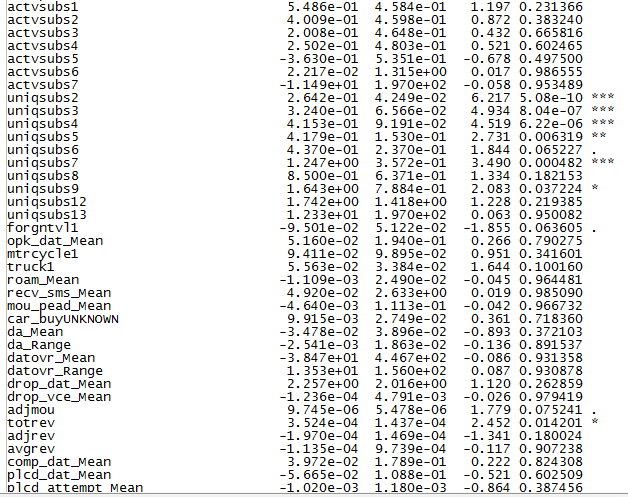 actvsubs1 5.486e-01 4.584e-01 1.197 0.231366
actvsubs2 4.009e-01 4.598e-01 0.872 0.383240
actvsubs3 2.008e-01 4.648e-01 0.432 0.665816
actvsubs4 2.502e-01 4.803e-01 0.521 0.602465
actvsubs5 -3.630e-01 5.351e-01 -0.678 0.497500
actvsubs6 2.217e-02 1.315e+00 0.017 0.986555
actvsubs7 -1.149e+01 1.970e+02 -0.058 0.953489
uniqsubs2 2.642e-01 4.249e-02 6.217 5.08e-10 ***
uniqsubs3 3.240e-01 6.566e-02 4.934 8.04e-07 ***
uniqsubs4 4.153e-01 9.191e-02 4.519 6.22e-06 ***
uniqsubs5 4.179e-01 1.530e-01 2.731 0.006319 **
uniqsubs6 4.370e-01 2.370e-01 1.844 0.065227 .
uniqsubs7 1.247e+00 3.572e-01 3.490 0.000482 ***
uniqsubs8 8.500e-01 6.371e-01 1.334 0.182153
uniqsubs9 1.643e+00 7.884e-01 2.083 0.037224 *
uniqsubs12 1.742e+00 1.418e+00 1.228 0.219385
uniqsubs13 1.233e+01 1.970e+02 0.063 0.950082
forgntvl1 -9.501e-02 5.122e-02 -1.855 0.063605 .
opk_dat_Mean 5.160e-02 1.940e-01 0.266 0.790275
mtrcycle1 9.411e-02 9.895e-02 0.951 0.341601
truck1 5.563e-02 3.384e-02 1.644 0.100160
roam_Mean -1.109e-03 2.490e-02 -0.045 0.964481
recv_sms_Mean 4.920e-02 2.633e+00 0.019 0.985090
mou_pead_Mean -4.640e-03 1.113e-01 -0.042 0.966732
car_buyUNKNOWN 9.915e-03 2.749e-02 0.361 0.718360
da_Mean -3.478e-02 3.896e-02 -0.893 0.372103
da_Range -2.541e-03 1.863e-02 -0.136 0.891537
datovr_Mean -3.847e+01 4.467e+02 -0.086 0.931358
datovr_Range 1.353e+01 1.560e+02 0.087 0.930878
drop_dat_Mean 2.257e+00 2.016e+00 1.120 0.262859
drop_vce_Mean -1.236e-04 4.791e-03 -0.026 0.979419
adjmou 9.745e-06 5.478e-06 1.779 0.075241 .
totrev 3.524e-04 1.437e-04 2.452 0.014201 *
adjrev -1.970e-04 1.469e-04 -1.341 0.180024
avgrev -1.135e-04 9.739e-04 -0.117 0.907238
comp_dat_Mean 3.972e-02 1.789e-01 0.222 0.824308
plcd_dat_Mean -5.665e-02 1.088e-01 -0.521 0.602509
plcd_attempt_Mean -1.020e-03 1.180e-03 -0.864 0.387456